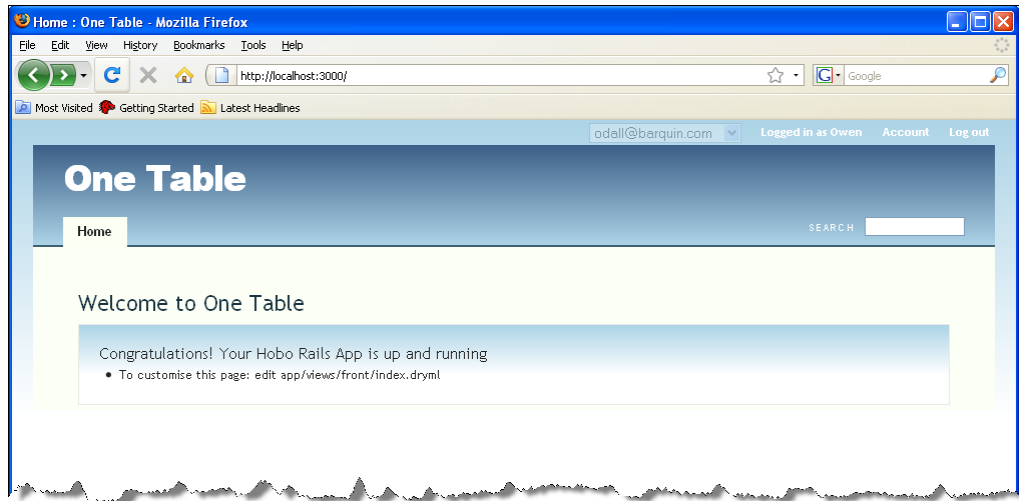 Home : One Table - Mozilla Firefox
File Edit View History Bookmarks Tools Help
http://localhost:3000/ G Google
Most Visited Getting Started Latest Headlines
odall@barquin.com Logged in as Owen Account Log out
One Table
Home SEARCH
Welcome to One Table
Congratulations! Your Hobo Rails App is up and running
• To customise this page: edit app/views/front/index.dryml